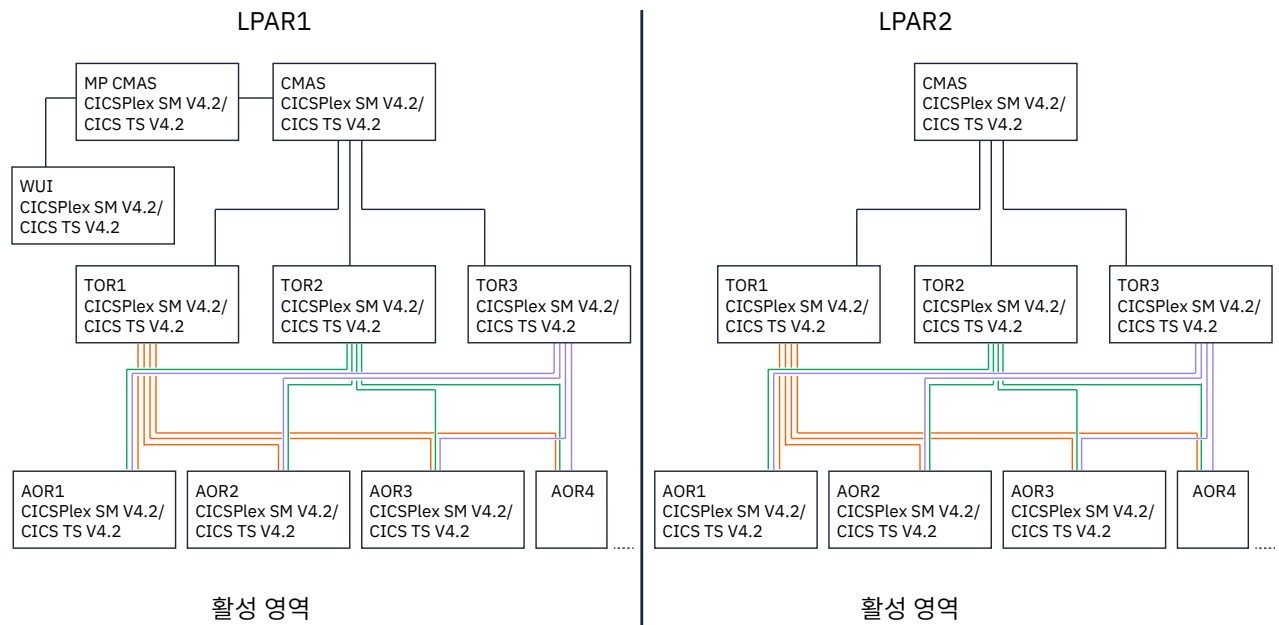 LPAR1
LPAR2
MP CMAS
CICSPlex SM V4.2/
CICS TS V4.2
CMAS
CICSPlex SM V4.2/
CICS TS V4.2
CMAS
CICSPlex SM V4.2/
CICS TS V4.2
WUI
CICSPlex SM V4.2/
CICS TS V4.2
TOR1
CICSPlex SM V4.2/
CICS TS V4.2
TOR2
CICSPlex SM V4.2/
CICS TS V4.2
TOR3
CICSPlex SM V4.2/
CICS TS V4.2
TOR1
CICSPlex SM V4.2/
CICS TS V4.2
TOR2
CICSPlex SM V4.2/
CICS TS V4.2
TOR3
CICSPlex SM V4.2/
CICS TS V4.2
AOR1
CICSPlex SM V4.2/
CICS TS V4.2
AOR2
CICSPlex SM V4.2/
CICS TS V4.2
AOR3
CICSPlex SM V4.2/
CICS TS V4.2
AOR4
AOR1
CICSPlex SM V4.2/
CICS TS V4.2
AOR2
CICSPlex SM V4.2/
CICS TS V4.2
AOR3
CICSPlex SM V4.2/
CICS TS V4.2
AOR4
활성 영역
활성 영역